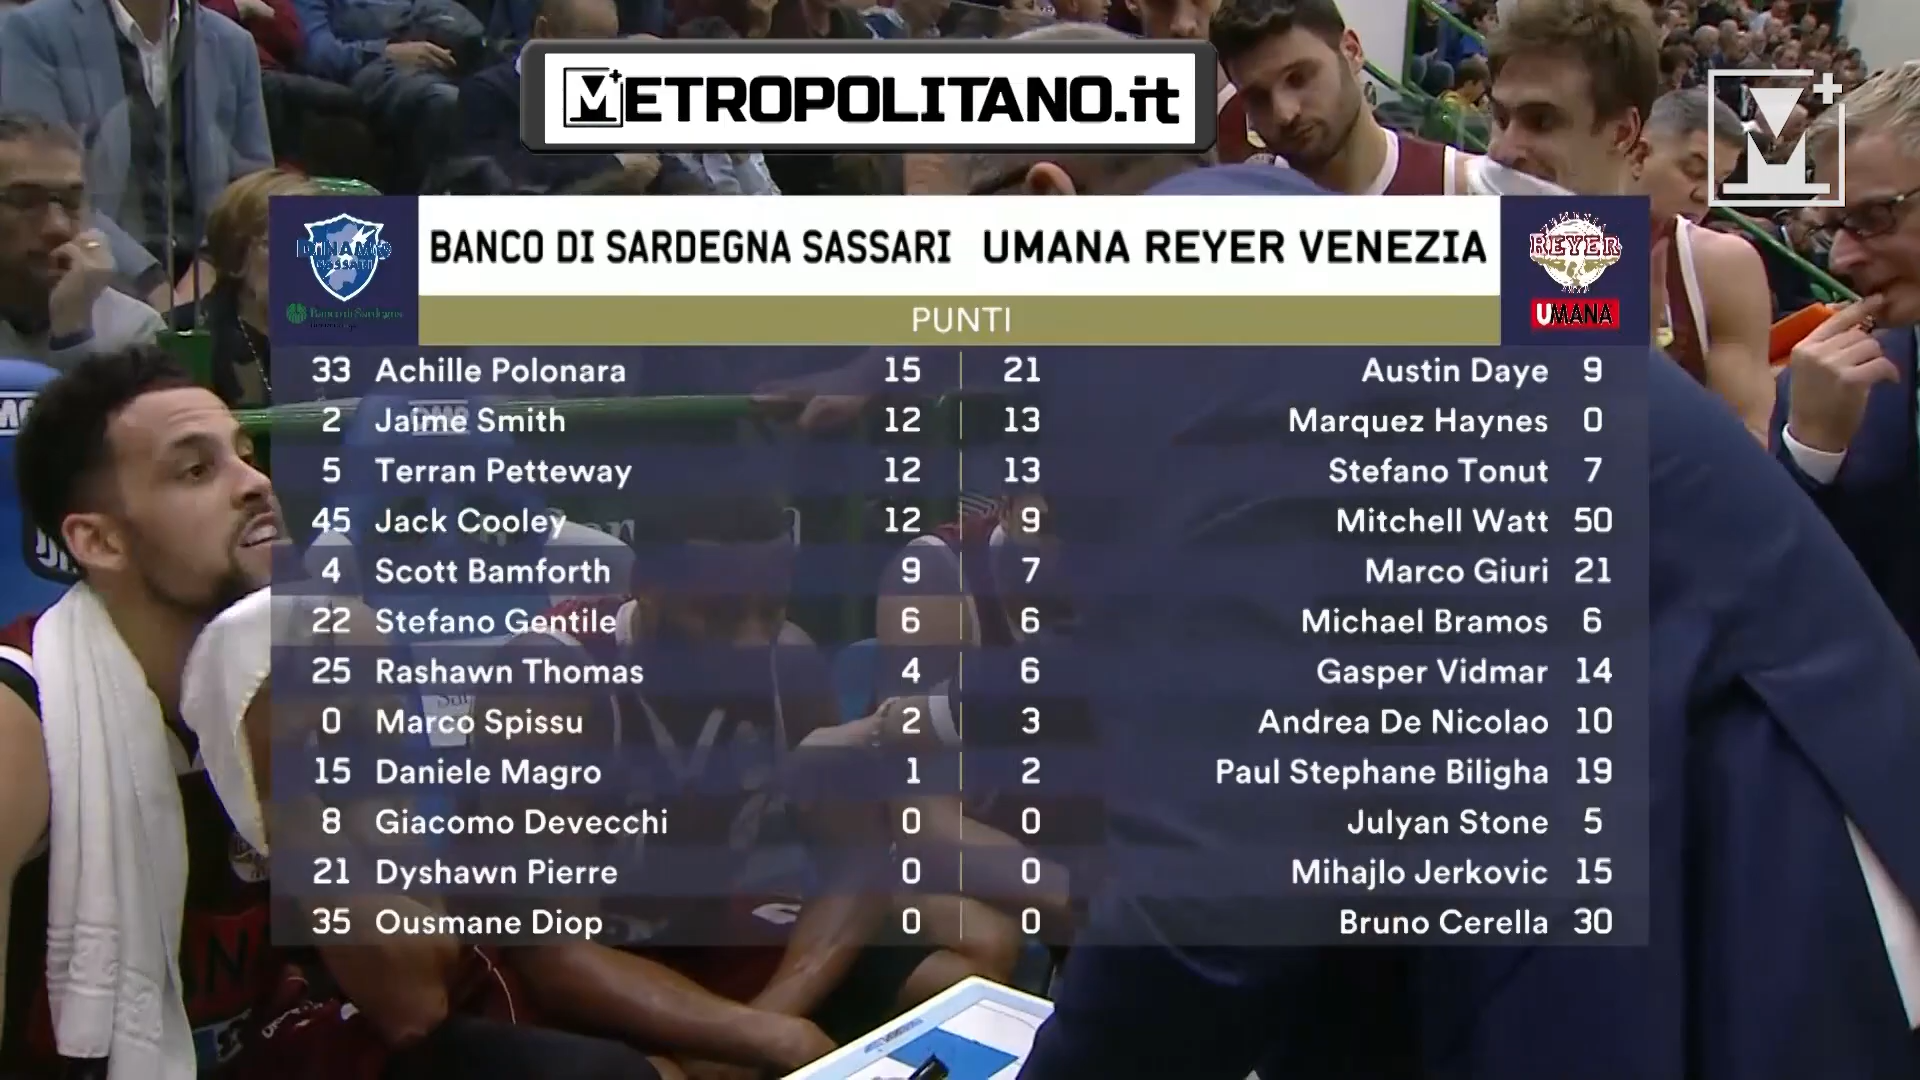 METROPOLITANO.it
DINAMO
SASSARI
Banco di Sardegna
BANCO DI SARDEGNA SASSARI UMANA REYER VENEZIA
REYER
UMANA
PUNTI
33 Achille Polonara 15 21 Austin Daye 9
2 Jaime Smith 12 13 Marquez Haynes 0
5 Terran Petteway 12 13 Stefano Tonut 7
45 Jack Cooley 12 9 Mitchell Watt 50
4 Scott Bamforth 9 7 Marco Giuri 21
22 Stefano Gentile 6 6 Michael Bramos 6
25 Rashawn Thomas 4 6 Gasper Vidmar 14
0 Marco Spissu 2 3 Andrea De Nicolao 10
15 Daniele Magro 1 2 Paul Stephane Biligha 19
8 Giacomo Devecchi 0 0 Julyan Stone 5
21 Dyshawn Pierre 0 0 Mihajlo Jerkovic 15
35 Ousmane Diop 0 0 Bruno Cerella 30